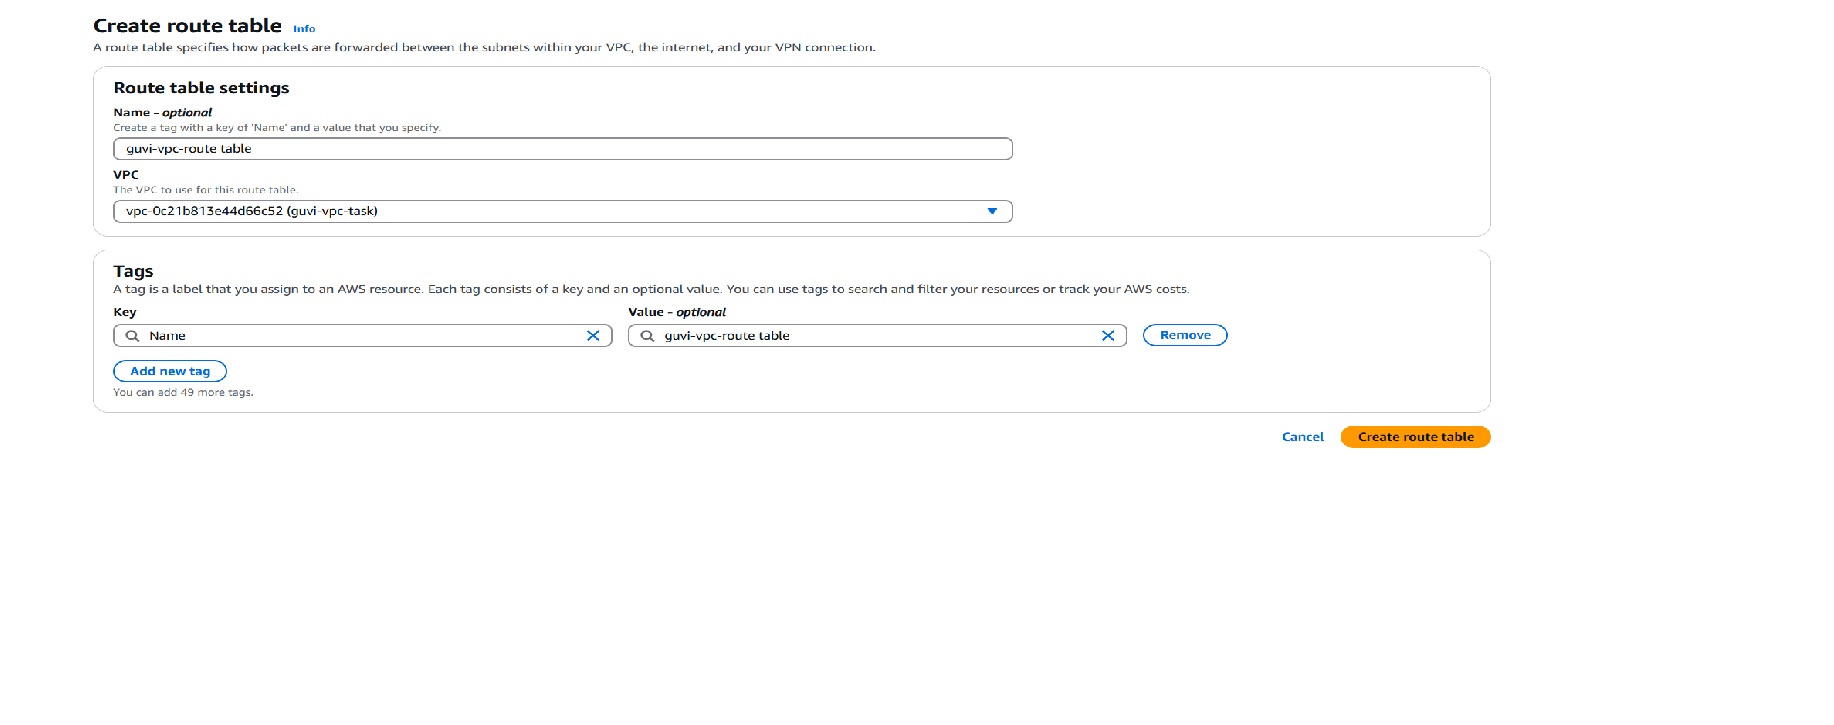 Create route table Info
A route table specifies how packets are forwarded between the subnets within your VPC, the internet, and your VPN connection.
Route table settings
Name - optional
Create a tag with a key of 'Name' and a value that you specify.
guvi-vpc-route table
VPC
The VPC to use for this route table.
vpc-0c21b813e44d66c52 (guvi-vpc-task)
Tags
A tag is a label that you assign to an AWS resource. Each tag consists of a key and an optional value. You can use tags to search and filter your resources or track your AWS costs.
Key Value - optional
Name guvi-vpc-route table Remove
Add new tag
You can add 49 more tags.
Cancel Create route table